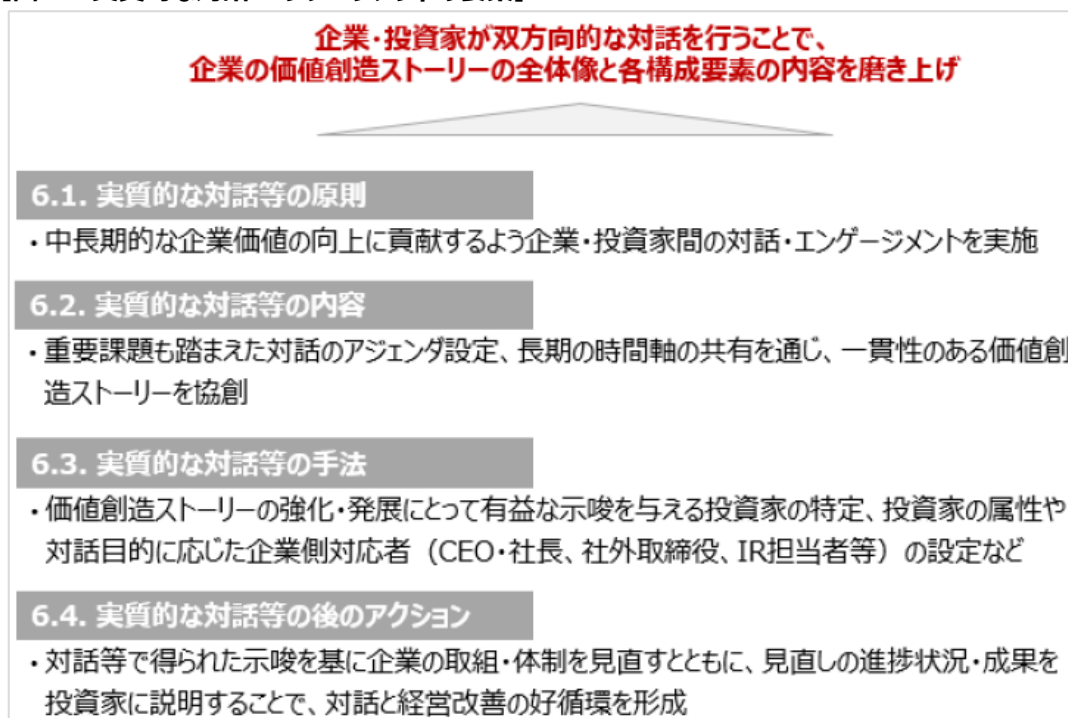 企業・投資家が双方向的な対話を行うことで、
企業の価値創造ストーリーの全体像と各構成要素の内容を磨き上げ
6.1. 実質的な対話等の原則
・中長期的な企業価値の向上に貢献するよう企業・投資家間の対話・エンゲージメントを実施
6.2. 実質的な対話等の内容
・重要課題も踏まえた対話のアジェンダ設定、長期の時間軸の共有を通じ、一貫性のある価値創
造ストーリーを協創
6.3. 実質的な対話等の手法
・価値創造ストーリーの強化・発展にとって有益な示唆を与える投資家の特定、投資家の属性や
対話目的に応じた企業側対応者（CEO・社長、社外取締役、IR担当者等）の設定など
6.4. 実質的な対話等の後のアクション
・対話等で得られた示唆を基に企業の取組・体制を見直すとともに、見直しの進捗状況・成果を
投資家に説明することで、対話と経営改善の好循環を形成